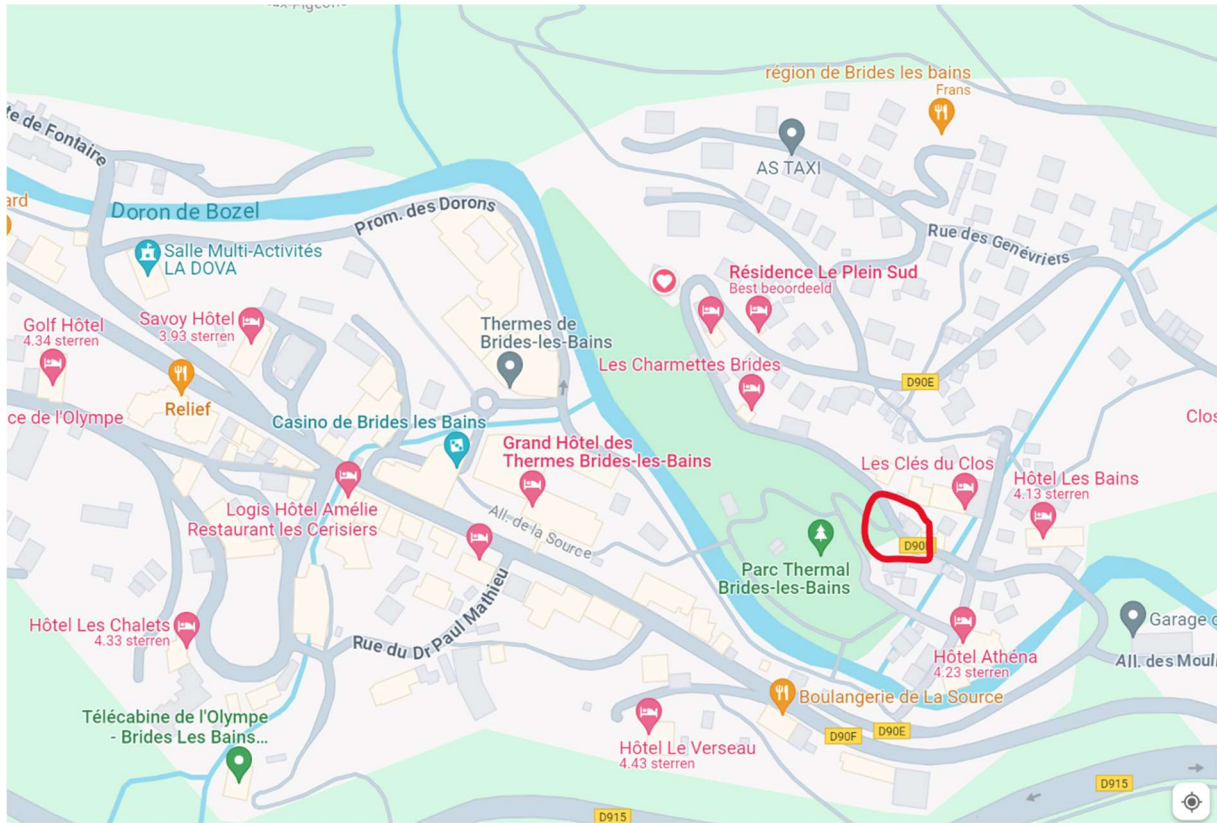 région de Brides les bains
Frans
te de Fontaine
AS TAXI
ard
Doron de Bozel
Prom. des Dorons
Rue des Genévriers
Salle Multi-Activités
LA DOVA
Résidence Le Plein Sud
Best beoordeeld
Golf Hôtel
4.34 sterren
Savoy Hôtel
3.93 sterren
Thermes de
Brides-les-Bains
Les Charmettes Brides
D90E
Relief
ce de l'Olympe
Casino de Brides les Bains
Clos
Grand Hôtel des
Thermes Brides-les-Bains
Les Clés du Clos
Hôtel Les Bains
4.13 sterren
Logis Hôtel Amélie
Restaurant les Cerisiers
All. de la Source
D90E
Parc Thermal
Brides-les-Bains
Hôtel Les Chalets
4.33 sterren
Rue du Dr Paul Mathieu
Garage
Hôtel Athéna
4.23 sterren
All. des Moul
Boulangerie de La Source
Télécabine de l'Olympe
- Brides Les Bains...
Hôtel Le Verseau
4.43 sterren
D90F
D90E
D915
D915